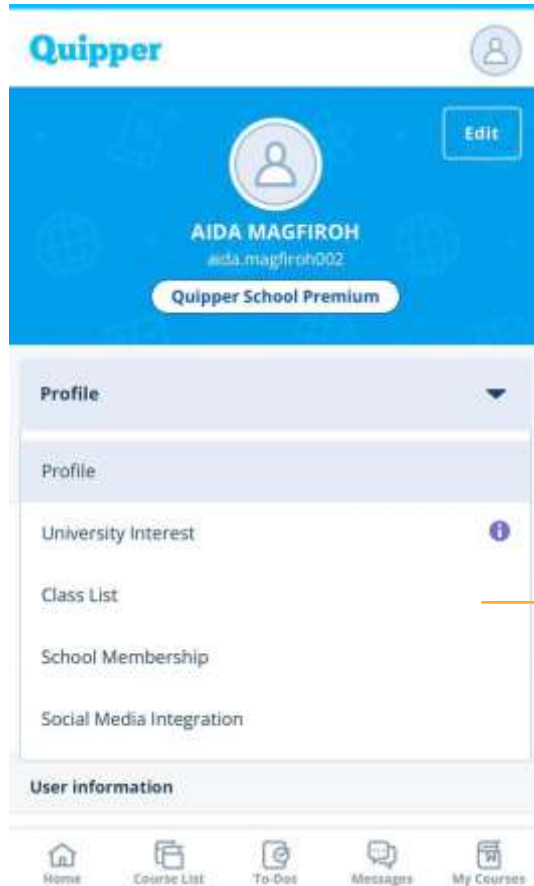 Quipper
Edit
AIDA MAGFIROH
aida.magfiroh002
Quipper School Premium
Profile
Profile
University Interest
Class List
School Membership
Social Media Integration
User information
Home Course List To-Dos Messages My Courses